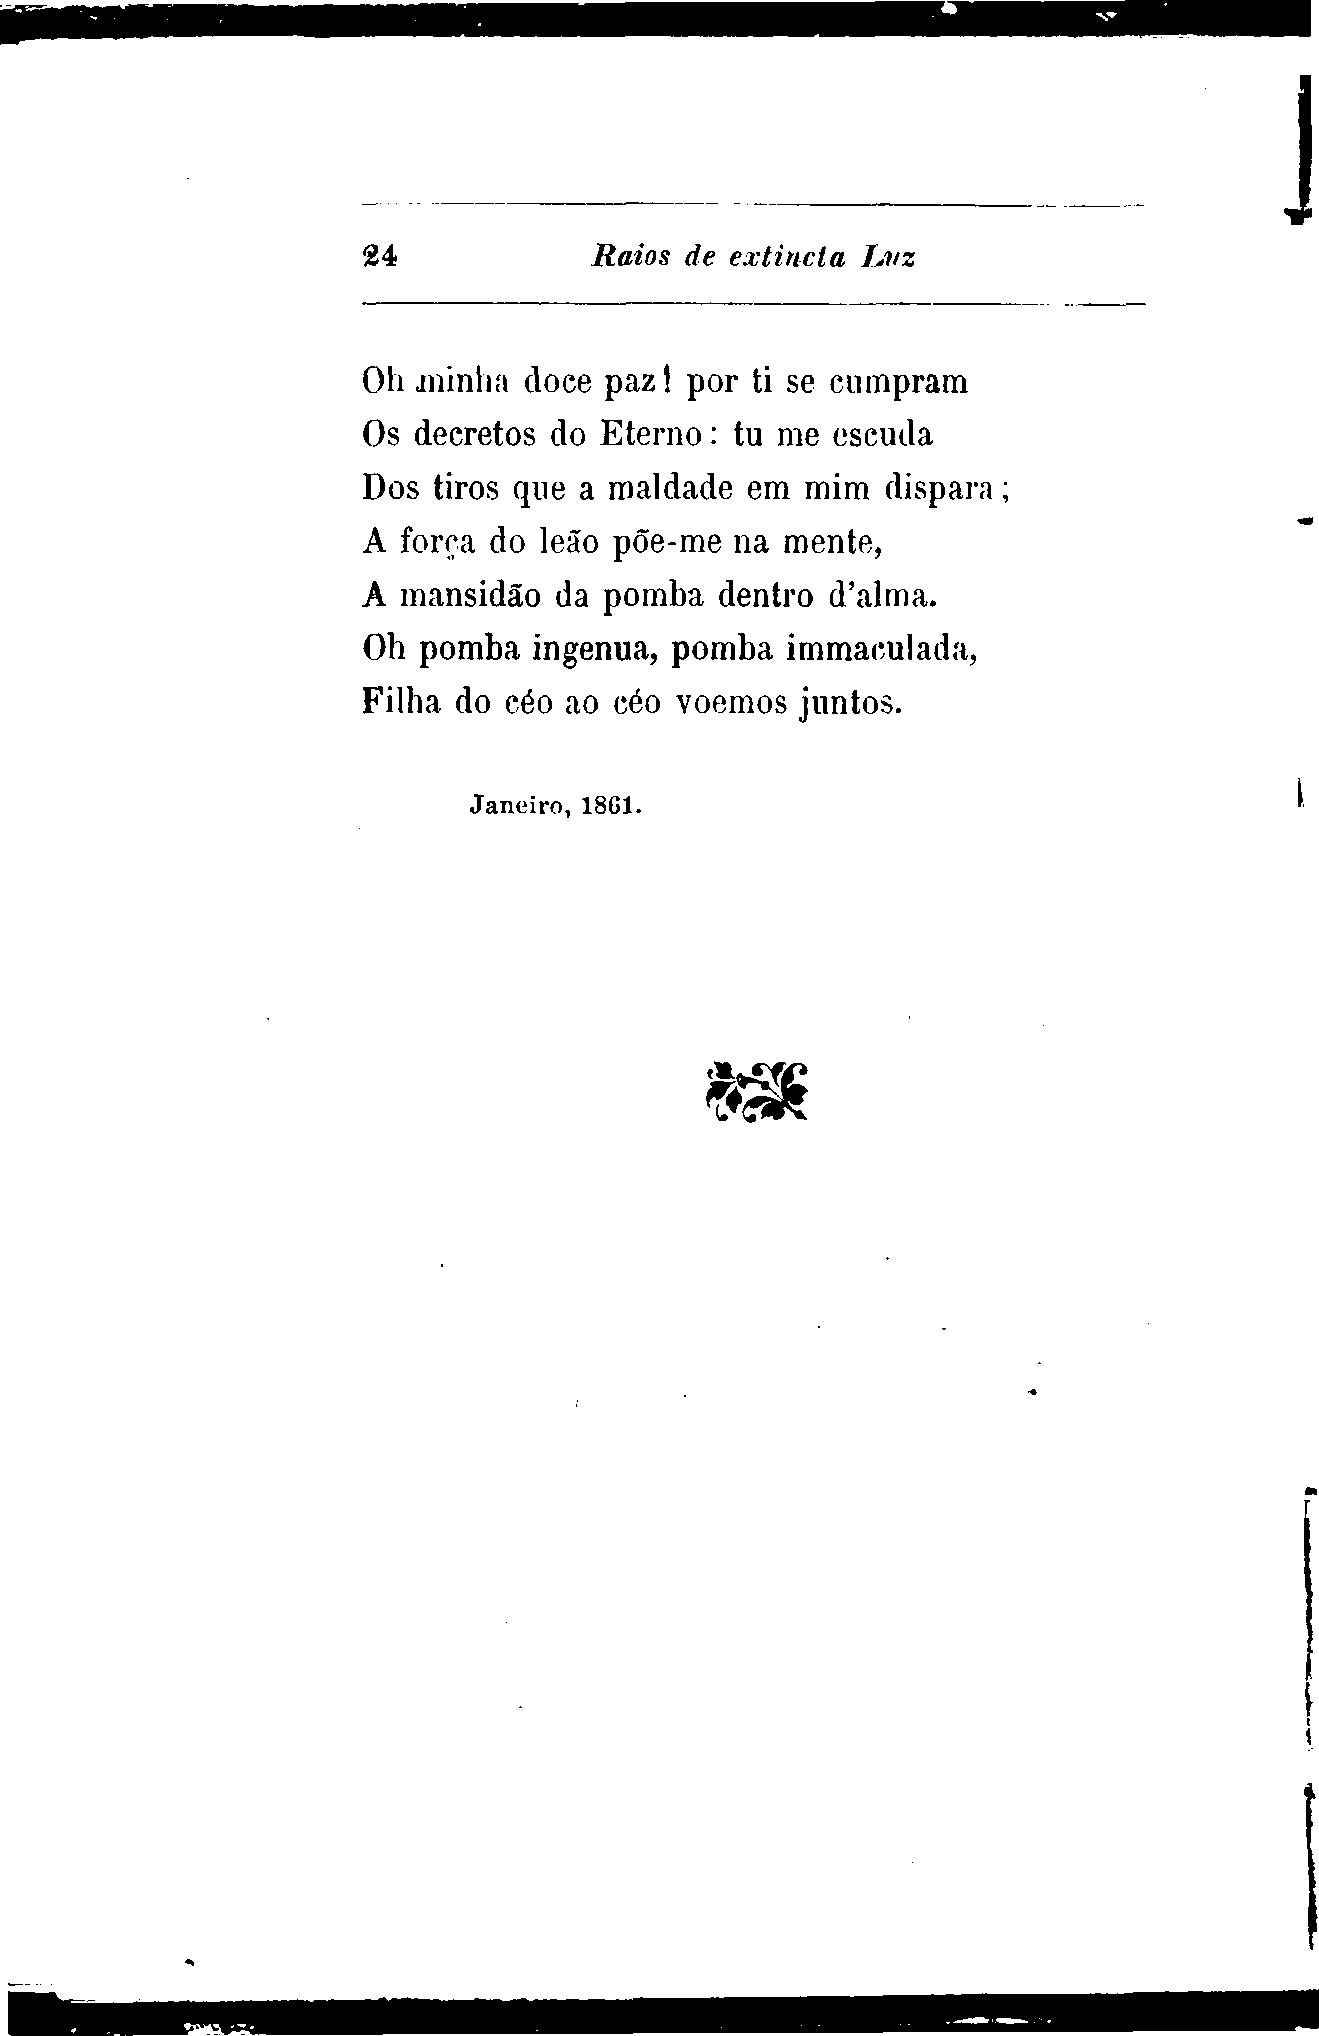 24 Raios de extincta Luz
Oh minha doce paz! por ti se cumpram
Os decretos do Eterno: tu me escuda
Dos tiros que a maldade em mim dispara;
A força do leão põe-me na mente,
A mansidão da pomba dentro d'alma.
Oh pomba ingenua, pomba immaculada,
Filha do céo ao céo voemos juntos.
Janeiro, 1861.